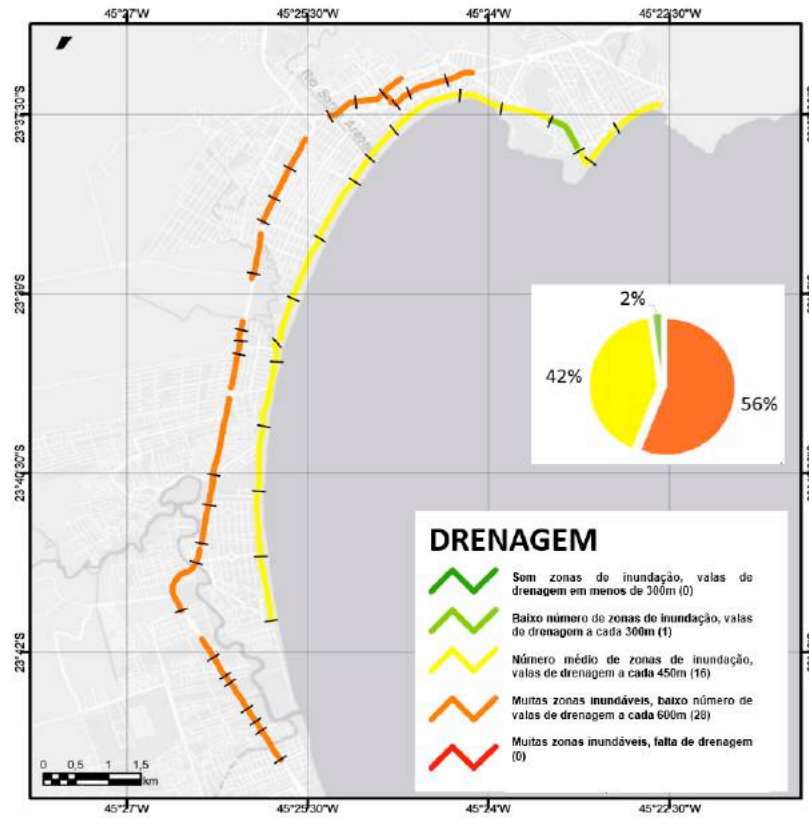 45°27'W 45°25'30"W 45°24'W 45°22'30"W
23°37'30"S
23°39'S
23°40'30"S
23°42'S
2%
42%
56%
DRENAGEM
Sem zonas de inundação, valas de
drenagem em menos de 300m (0)
Baixo número de zonas de inundação, valas
de drenagem a cada 300m (1)
Número médio de zonas de inundação,
valas de drenagem a cada 450m (16)
Muitas zonas inundáveis, baixo número de
valas de drenagem a cada 600m (28)
Muitas zonas inundáveis, falta de drenagem
(0)
0 0,5 1 1,5
km
45°27'W 45°25'30"W 45°24'W 45°22'30"W